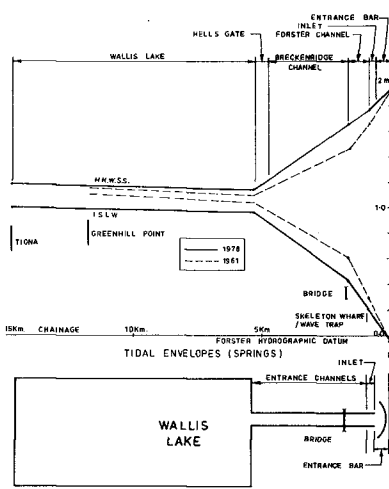 ENTRANCE BAR
INLET
HELLS GATE
FORSTER CHANNEL
WALLIS LAKE
BRECKENRIDGE CHANNEL
2 m
H.H.W.S.S.
1·0
I S L W
TIONA
GREENHILL POINT
1978
1961
BRIDGE
SKELETON WHARF
/WAVE TRAP
15Km. CHAINAGE 10Km. 5Km 0.0
FORSTER HYDROGRAPHIC DATUM
TIDAL ENVELOPES (SPRINGS)
INLET
ENTRANCE CHANNELS
WALLIS
LAKE
BRIDGE
ENTRANCE BAR